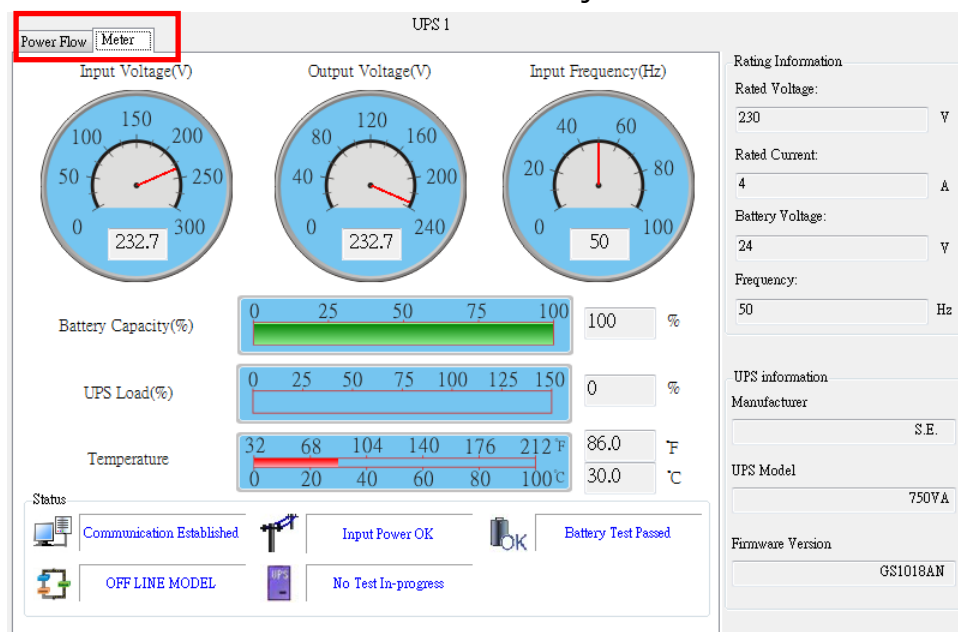 UPS 1
Power Flow Meter
Input Voltage(V) Output Voltage(V) Input Frequency(Hz)
0 50 100 150 200 250 300
232.7
0 40 80 120 160 200 240
232.7
0 20 40 60 80 100
50
Battery Capacity(%) 0 25 50 75 100 100 %
UPS Load(%) 0 25 50 75 100 125 150 0 %
Temperature
32 68 104 140 176 212 ℉ 86.0 ℉
0 20 40 60 80 100 ℃ 30.0 ℃
Status
Communication Established Input Power OK OK Battery Test Passed
OFF LINE MODEL UPS No Test In-progress
Rating Information
Rated Voltage:
230 V
Rated Current:
4 A
Battery Voltage:
24 V
Frequency:
50 Hz
UPS information
Manufacturer
S.E.
UPS Model
750VA
Firmware Version
GS1018AN